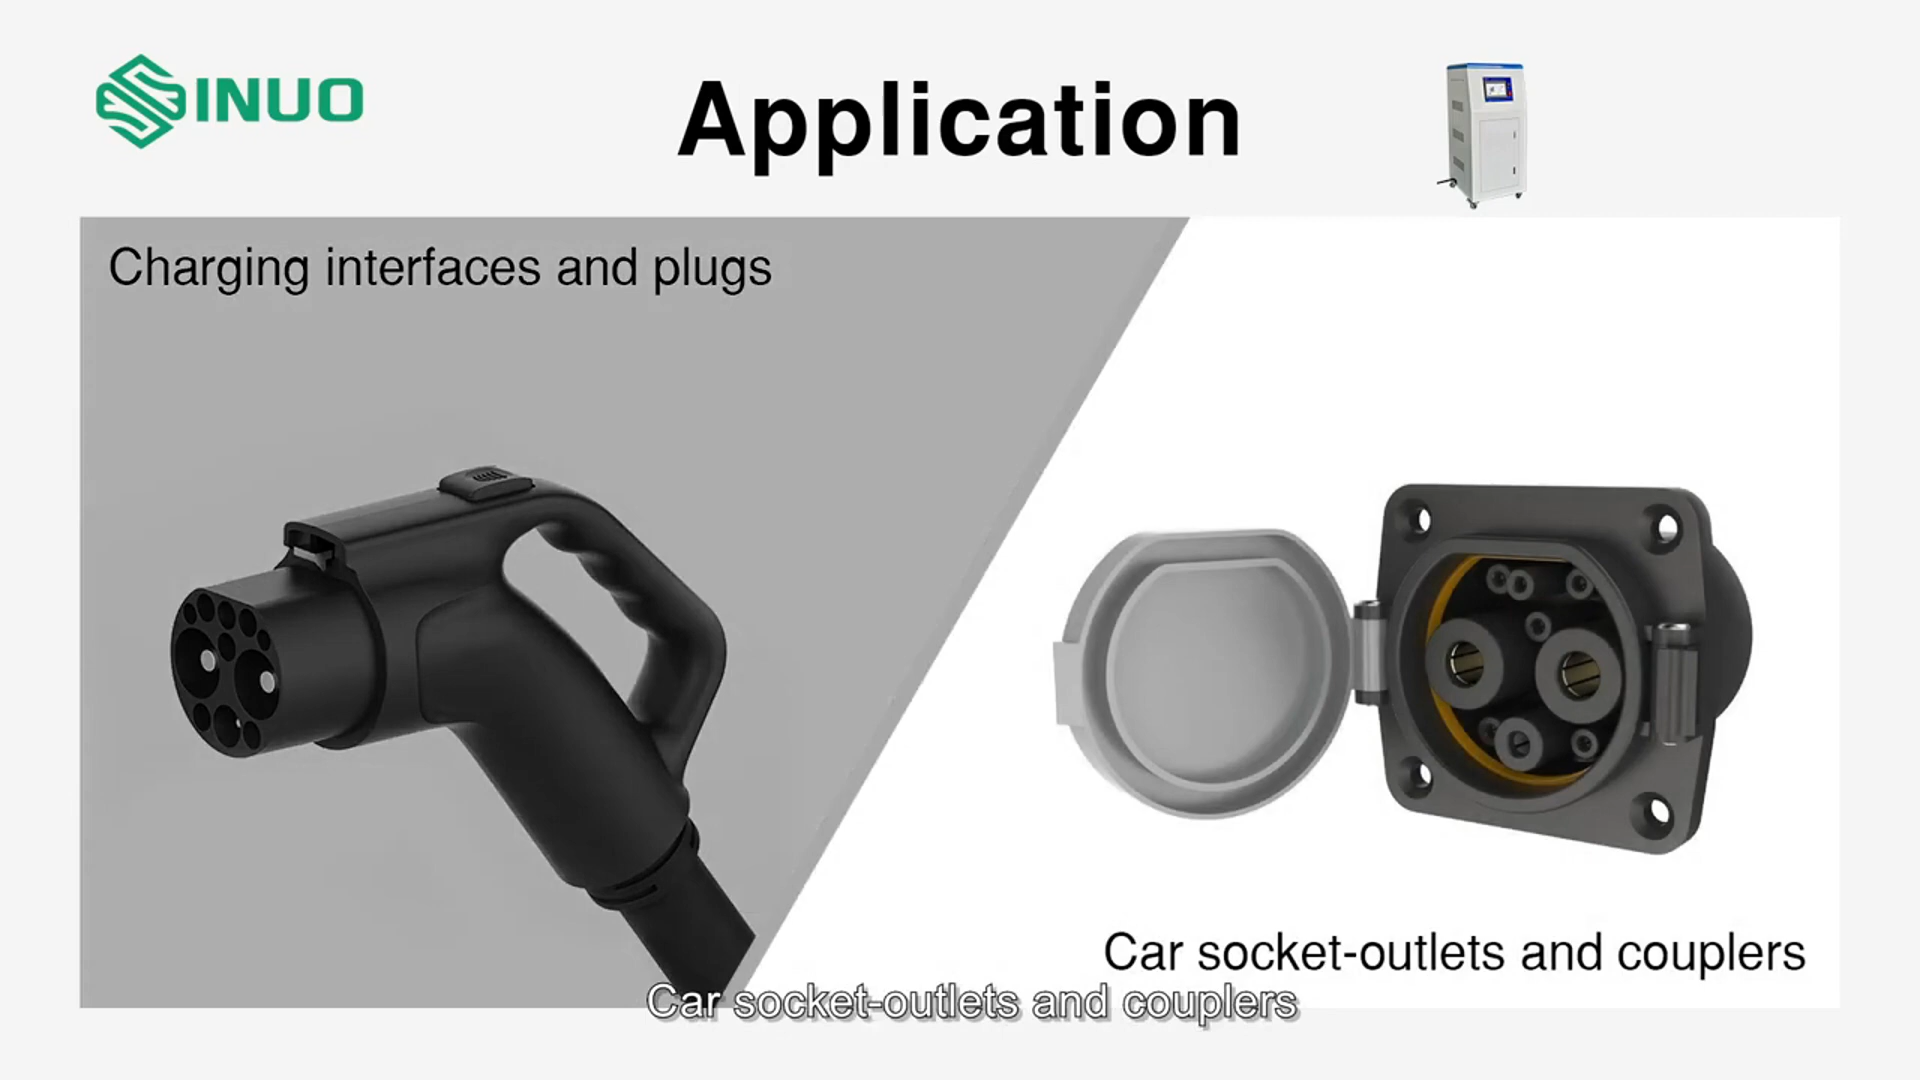 SINUO
Application
Charging interfaces and plugs
Car socket-outlets and couplers
Car socket-outlets and couplers